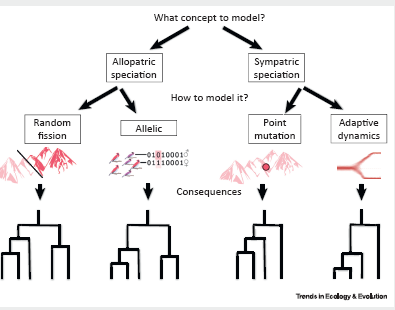 What concept to model?
Allopatric
speciation
Sympatric
speciation
How to model it?
Random
fission
Allelic
Point
mutation
Adaptive
dynamics
01010001♂
01110001♀
Consequences
Trends in Ecology & Evolution